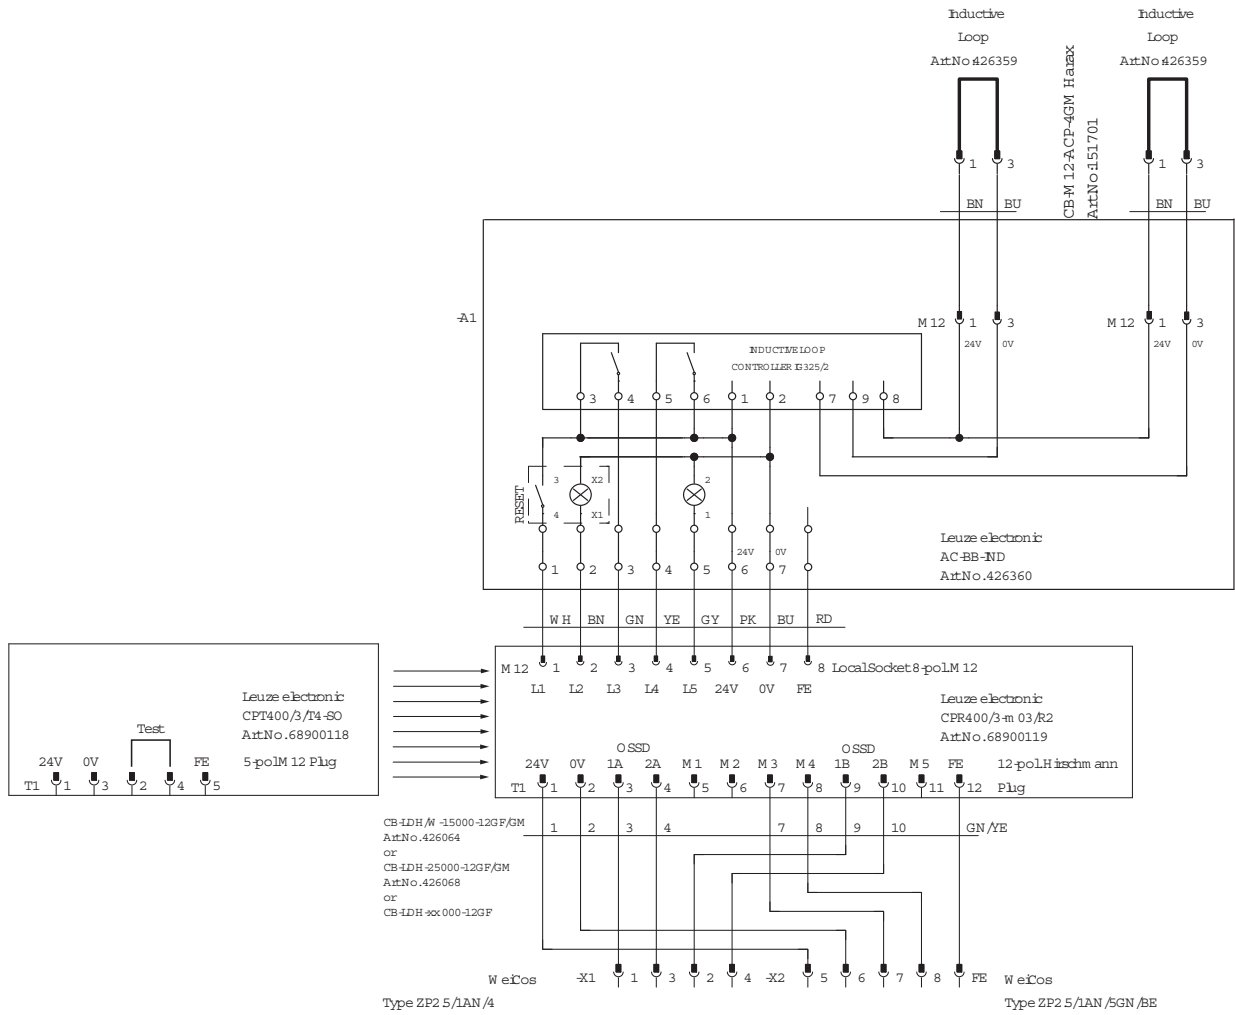 Inductive Loop Art.No.:426359
Inductive Loop Art.No.:426359
CB-M12-ACP-4GM Harax
Art.No.:151701
1 3 1 3
BN BU BN BU
-A1
M12 1 3 M12 1 3
24V 0V 24V 0V
INDUCTIVE LOOP
CONTROLLER IG325/2
3 4 5 6 1 2 7 9 8
RESET
3 X2 2
4 X1 1
24V 0V
1 2 3 4 5 6 7
Leuze electronic
AC-BB-IND
Art.No.426360
WH BN GN YE GY PK BU RD
M12 1 2 3 4 5 6 7 8 Local Socket 8-pol.M12
L1 L2 L3 L4 L5 24V 0V FE
Leuze electronic
CPR400/3-m03/R2
Art.No.68900119
OSSD OSSD
24V 0V 1A 2A M1 M2 M3 M4 1B 2B M5 FE 12-pol.Hirschmann
T1 1 2 3 4 5 6 7 8 9 10 11 12 Plug
Leuze electronic
CPT400/3/T4-SO
Art.No.68900118
Test
24V 0V FE 5-pol.M12 Plug
T1 1 3 2 4 5
CB-LDH/W-15000-12GF/GM
Art.No.426064
or
CB-LDH-25000-12GF/GM
Art.No.426068
or
CB-LDH-xx000-12GF
1 2 3 4 7 8 9 10 GN/YE
WeiCos -X1 1 3 2 4 -X2 5 6 7 8 FE WeiCos
Type ZP2.5/1AN/4
Type ZP2.5/1AN/5GN/BE